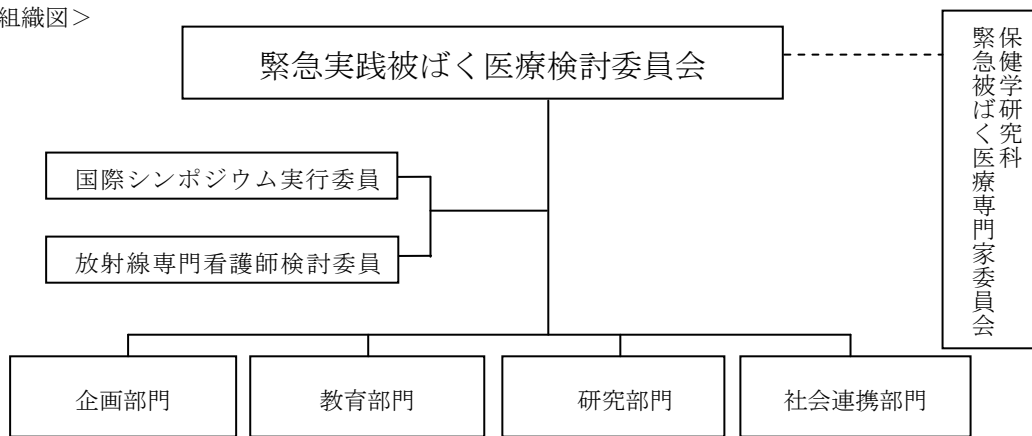 組織図＞
緊急実践被ばく医療検討委員会
保健学研究科
緊急被ばく医療専門家委員会
国際シンポジウム実行委員
放射線専門看護師検討委員
企画部門
教育部門
研究部門
社会連携部門